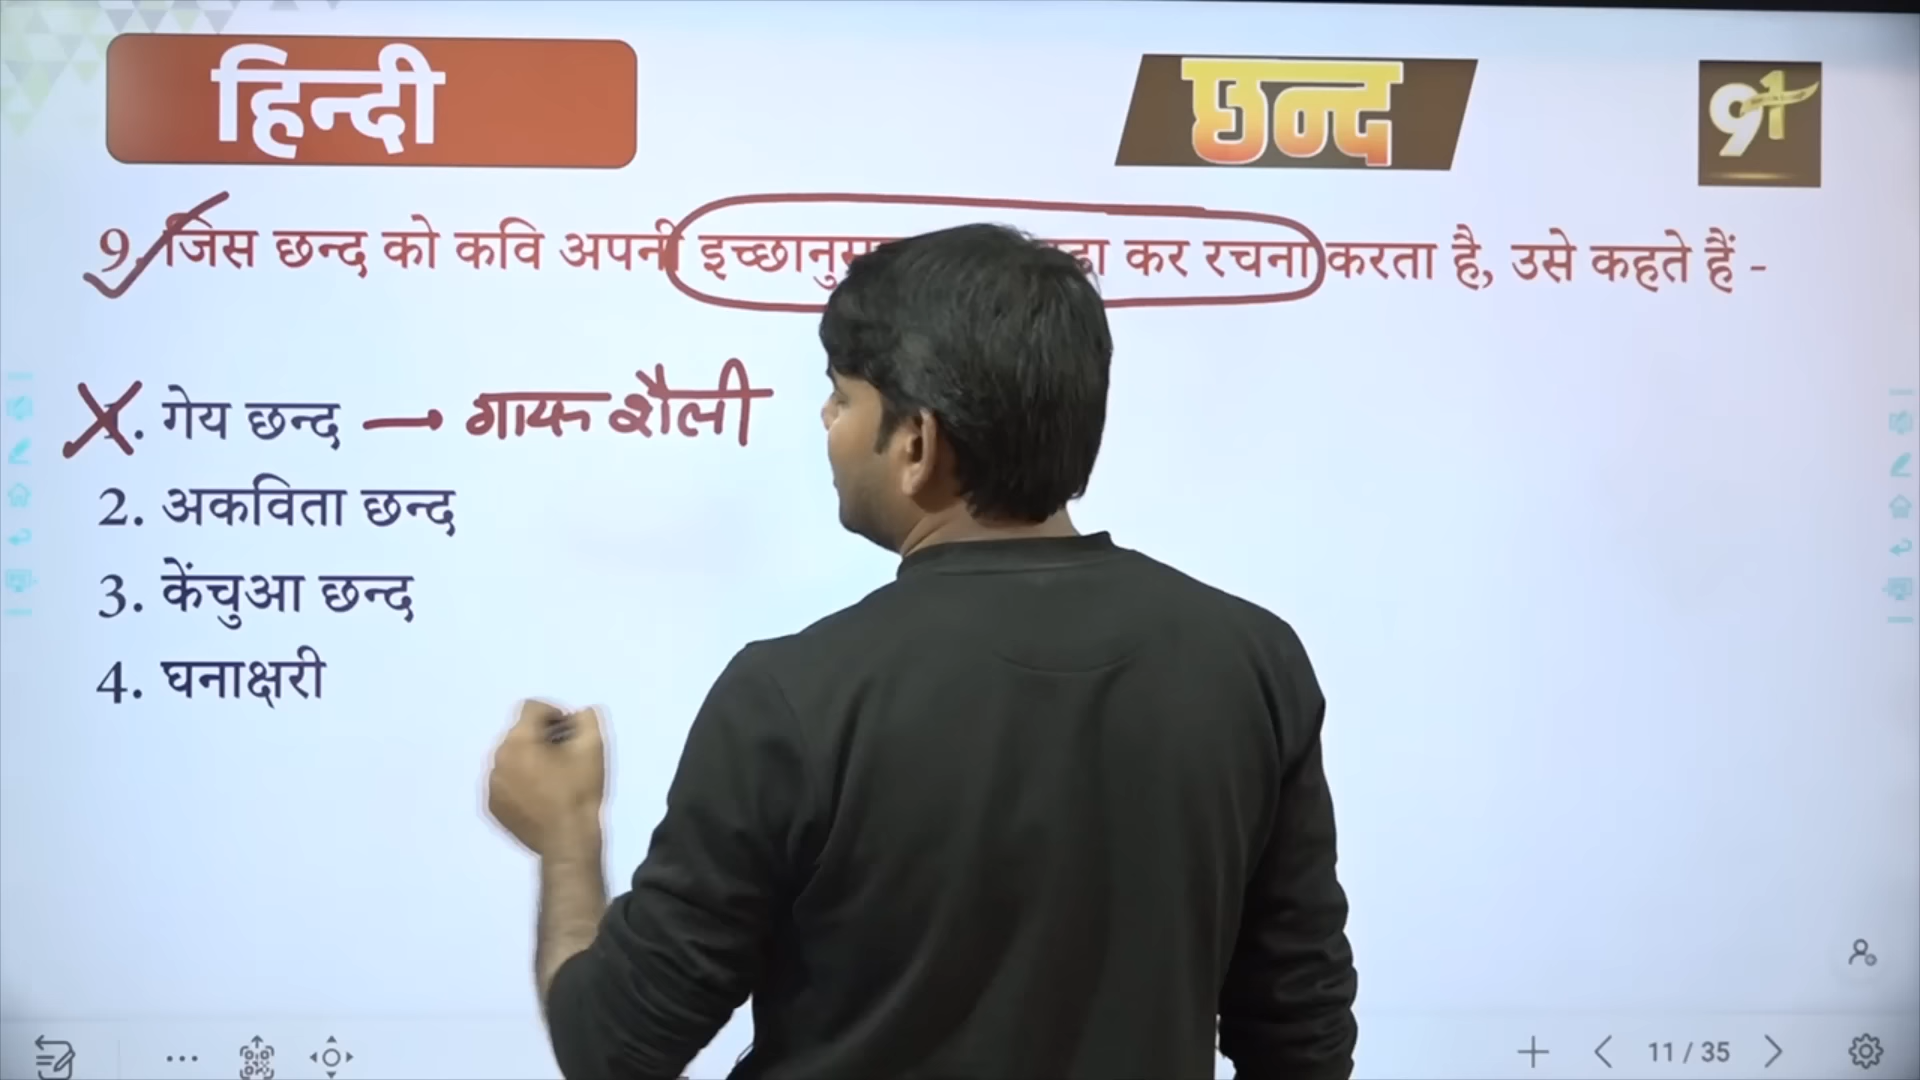 हिन्दी
छन्द
91
9. जिस छन्द को कवि अपनी कर रचना करता है, उसे कहते हैं -
1. गेय छन्द → गायन शैली
2. अकविता छन्द
3. केंचुआ छन्द
4. घनाक्षरी
11 / 35